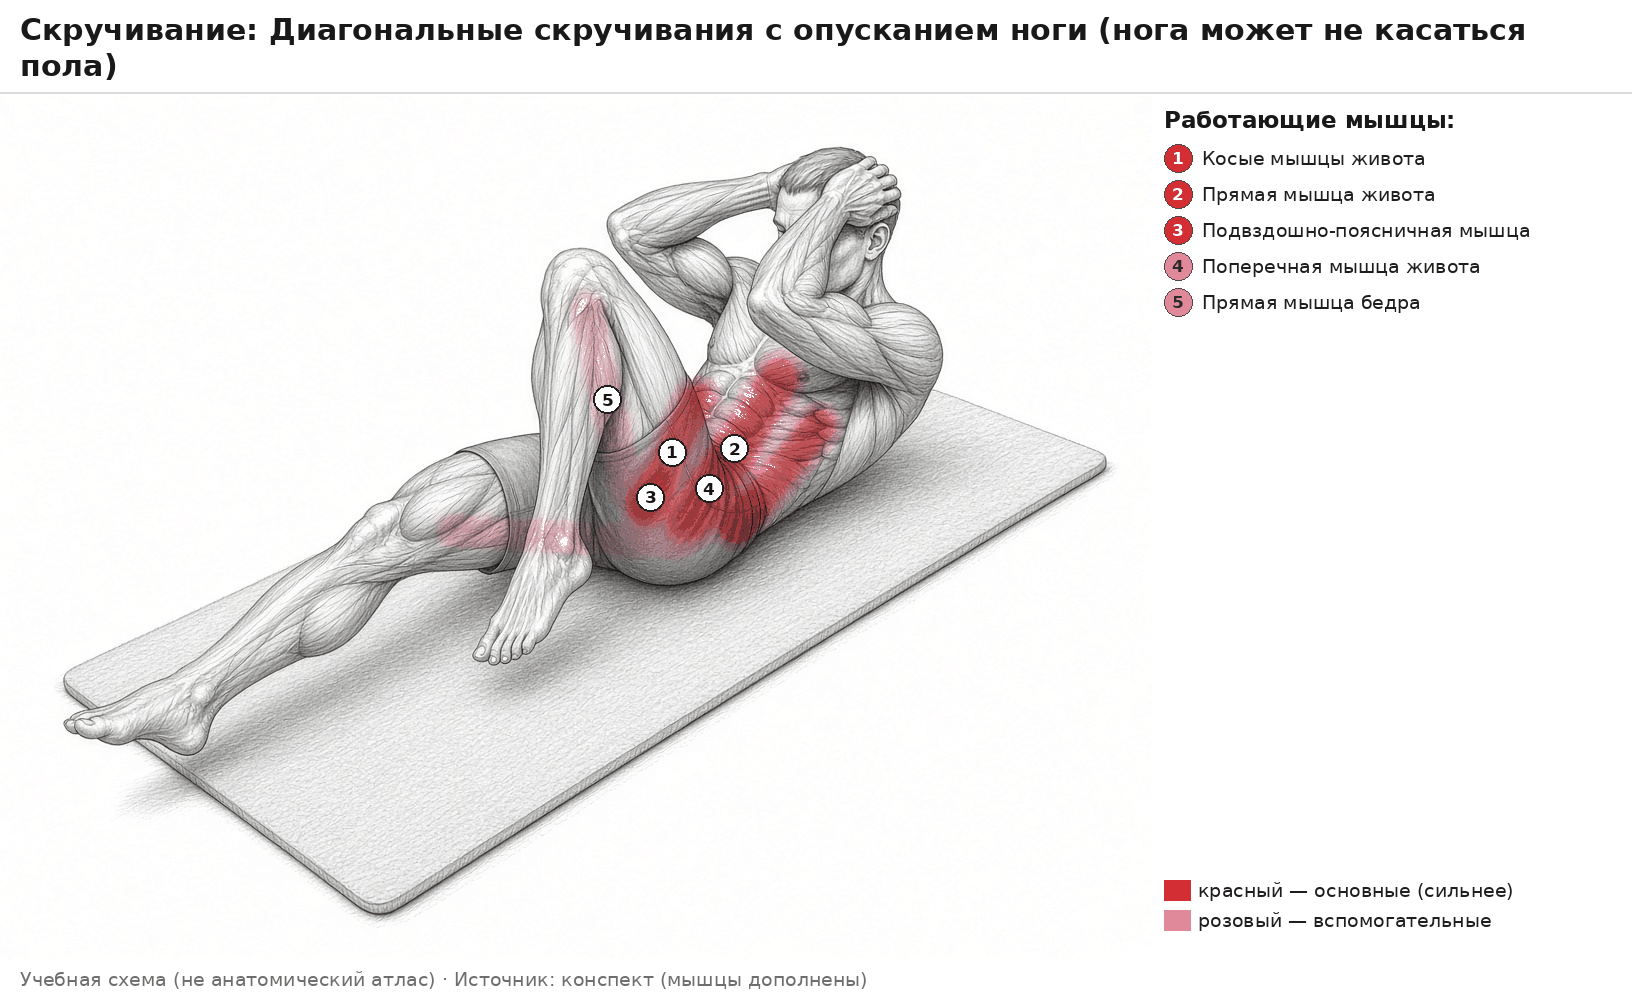 Скручивание: Диагональные скручивания с опусканием ноги (нога может не касаться
пола)
Работающие мышцы:
1 Косые мышцы живота
2 Прямая мышца живота
3 Подвздошно-поясничная мышца
4 Поперечная мышца живота
5 Прямая мышца бедра
5
1
2
3
4
красный — основные (сильнее)
розовый — вспомогательные
Учебная схема (не анатомический атлас) · Источник: конспект (мышцы дополнены)